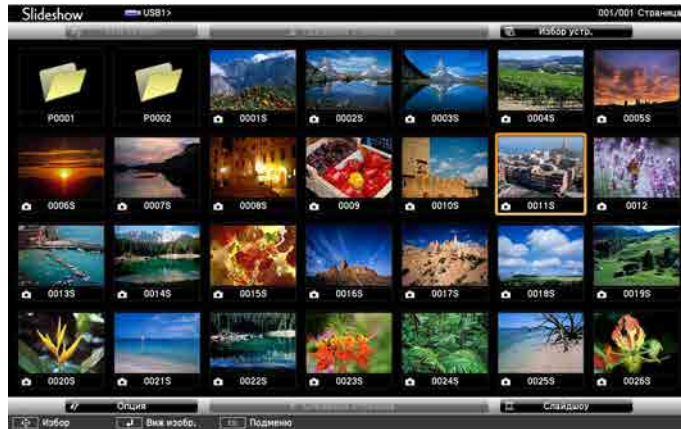 Slideshow USB1> 001/001 Страница
Избор устр.
P0001 P0002 0001S 0002S 0003S 0004S 0005S
0006S 0007S 0008S 0009 0010S 0011S 0012
0013S 0014S 0015S 0016S 0017S 0018S 0019S
0020S 0021S 0022S 0023S 0024S 0025S 0026S
Опция Слайдшоу
Избор Виж изобр. Esc Подменю